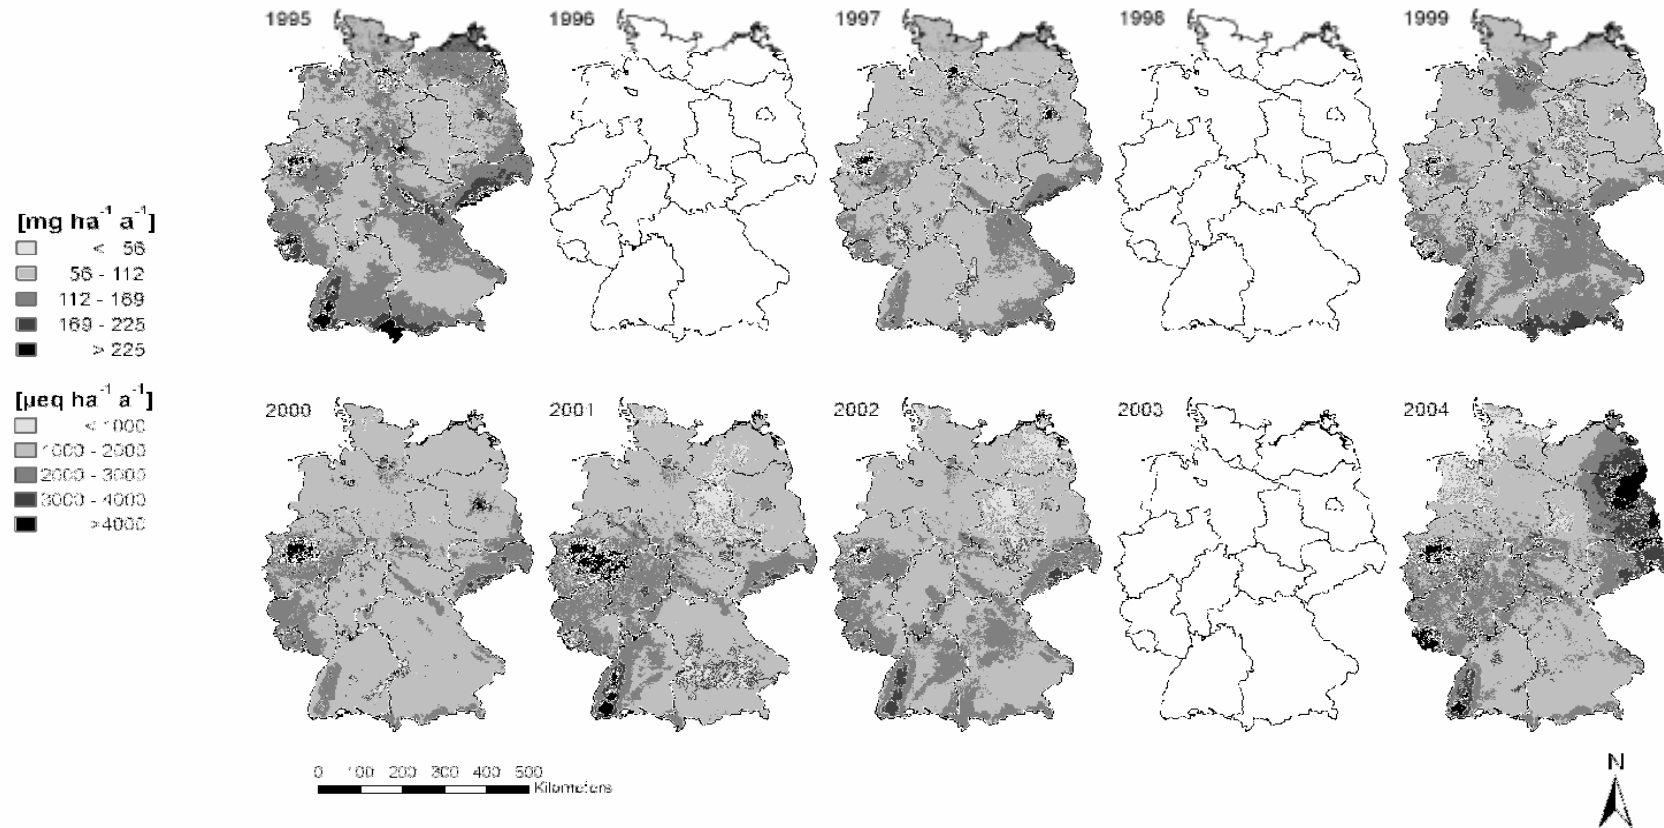 1995 1996 1997 1998 1999
[mg ha⁻¹ a⁻¹]
< 56
56 - 112
112 - 169
169 - 225
> 225
[µeq ha⁻¹ a⁻¹]
< 1000
1000 - 2000
2000 - 3000
3000 - 4000
>4000
2000 2001 2002 2003 2004
0 100 200 300 400 500
Kilometers
N